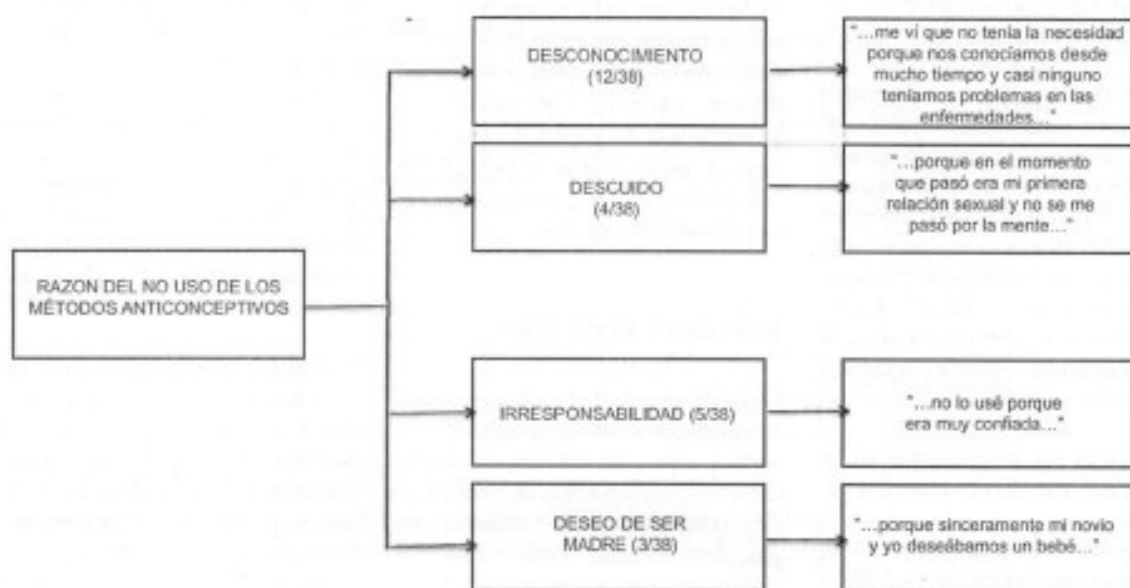 DESCONOCIMIENTO
(12/38)
"...me ví que no tenía la necesidad
porque nos conocíamos desde
mucho tiempo y casi ninguno
teníamos problemas en las
enfermedades..."
DESCUIDO
(4/38)
"...porque en el momento
que pasó era mi primera
relación sexual y no se me
pasó por la mente..."
RAZON DEL NO USO DE LOS
MÉTODOS ANTICONCEPTIVOS
IRRESPONSABILIDAD (5/38)
"...no lo usé porque
era muy confiada..."
DESEO DE SER
MADRE (3/38)
"...porque sinceramente mi novio
y yo deseábamos un bebé..."